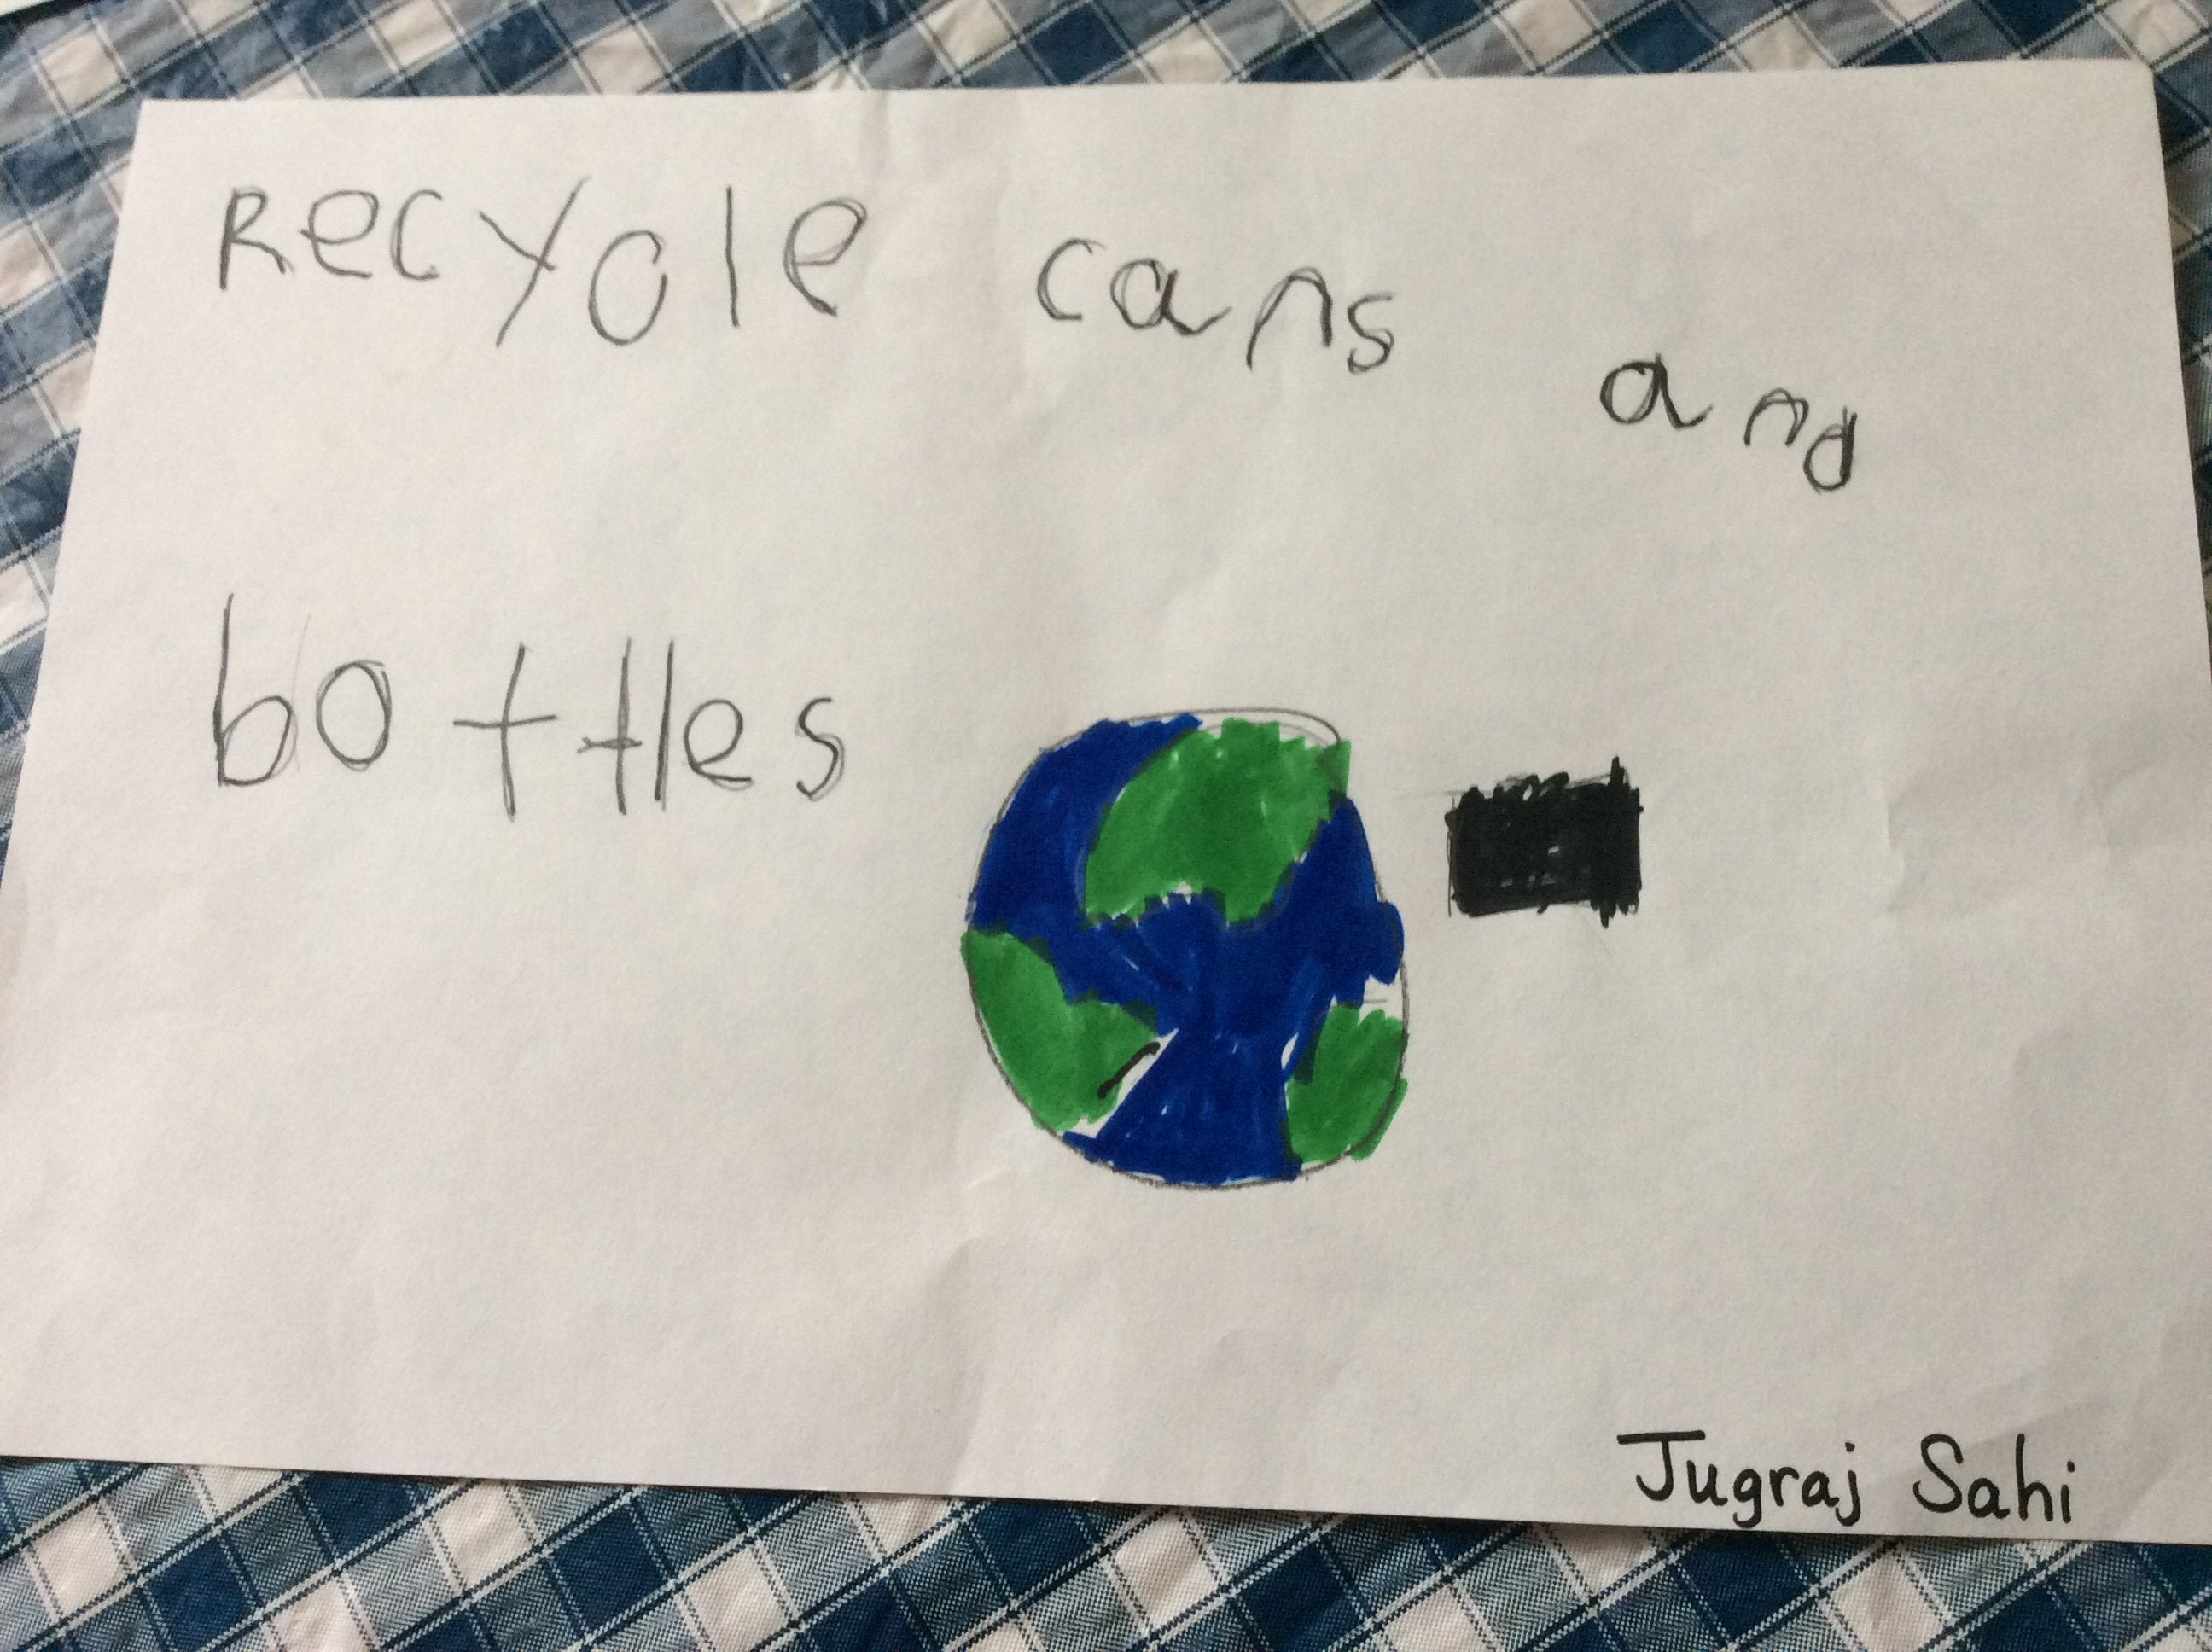 Recyole cans and
bottles
Jugraj Sahi